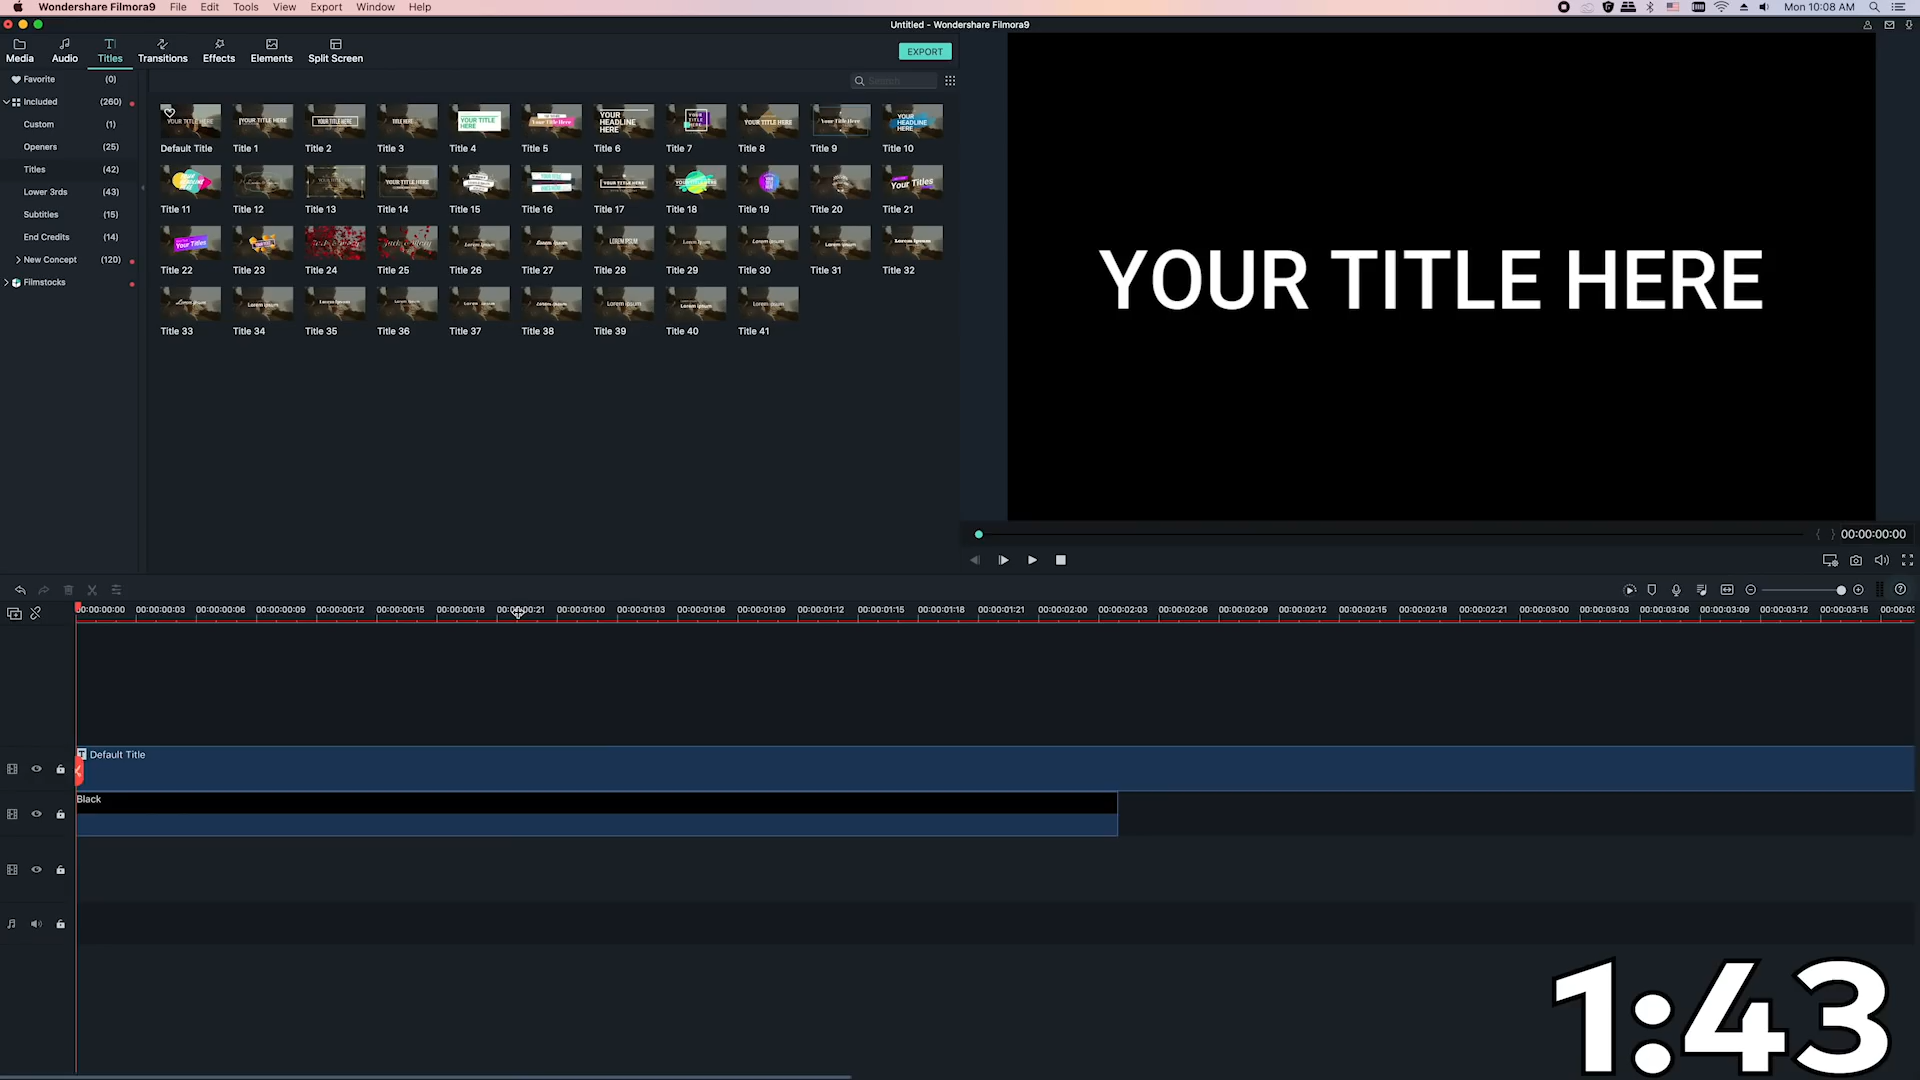 Wondershare Filmora9 File Edit Tools View Export Window Help
Mon 10:08 AM
Untitled - Wondershare Filmora9
Media Audio Titles Transitions Effects Elements Split Screen
EXPORT
Favorite (0)
Included (260)
Custom (1)
Openers (25)
Titles (42)
Lower 3rds (43)
Subtitles (15)
End Credits (14)
New Concept (120)
Filmstocks
Search
Default Title Title 1 Title 2 Title 3 Title 4 Title 5 Title 6 Title 7 Title 8 Title 9 Title 10
Title 11 Title 12 Title 13 Title 14 Title 15 Title 16 Title 17 Title 18 Title 19 Title 20 Title 21
Title 22 Title 23 Title 24 Title 25 Title 26 Title 27 Title 28 Title 29 Title 30 Title 31 Title 32
Title 33 Title 34 Title 35 Title 36 Title 37 Title 38 Title 39 Title 40 Title 41
YOUR TITLE HERE
00:00:00:00
00:00:00:00 00:00:00:03 00:00:00:06 00:00:00:09 00:00:00:12 00:00:00:15 00:00:00:18 00:00:00:21 00:00:01:00 00:00:01:03 00:00:01:06 00:00:01:09 00:00:01:12 00:00:01:15 00:00:01:18 00:00:01:21 00:00:02:00 00:00:02:03 00:00:02:06 00:00:02:09 00:00:02:12 00:00:02:15 00:00:02:18 00:00:02:21 00:00:03:00 00:00:03:03 00:00:03:06 00:00:03:09 00:00:03:12 00:00:03:15
Default Title
Black
1:43